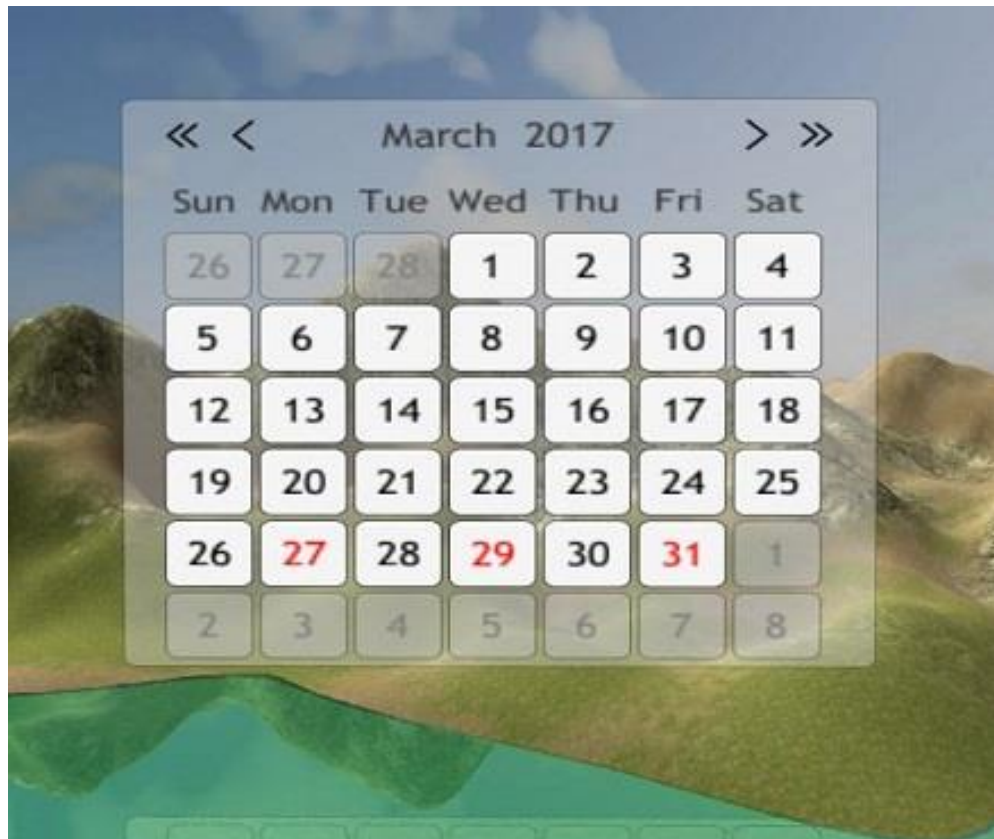 « < March 2017 > »
Sun Mon Tue Wed Thu Fri Sat
26 27 28 1 2 3 4
5 6 7 8 9 10 11
12 13 14 15 16 17 18
19 20 21 22 23 24 25
26 27 28 29 30 31 1
2 3 4 5 6 7 8